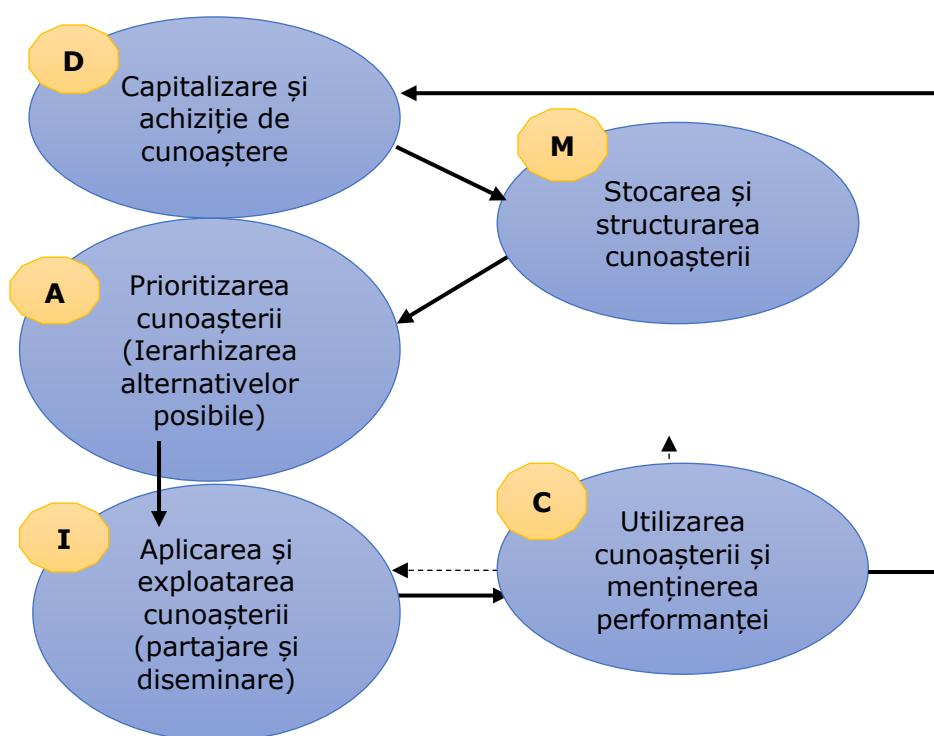 D
Capitalizare și
achiziție de
cunoaștere
M
Stocarea și
structurarea
cunoașterii
A
Prioritizarea
cunoașterii
(Ierarhizarea
alternativelor
posibile)
I
Aplicarea și
exploatarea
cunoașterii
(partajare și
diseminare)
C
Utilizarea
cunoașterii și
menținerea
performanței